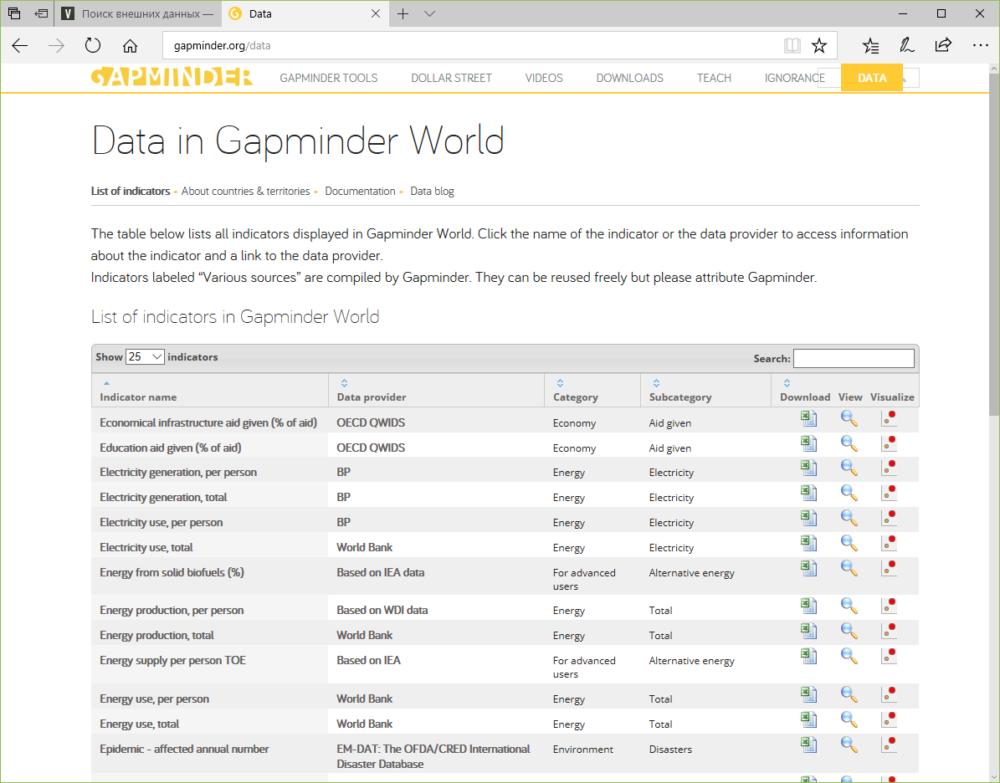 Поиск внешних данных —
Data
gapminder.org/data
GAPMINDER
GAPMINDER TOOLS DOLLAR STREET VIDEOS DOWNLOADS TEACH IGNORANCE DATA
Data in Gapminder World
List of indicators • About countries & territories • Documentation • Data blog
The table below lists all indicators displayed in Gapminder World. Click the name of the indicator or the data provider to access information
about the indicator and a link to the data provider.
Indicators labeled “Various sources” are compiled by Gapminder. They can be reused freely but please attribute Gapminder.
List of indicators in Gapminder World
Show 25 indicators Search:
Indicator name Data provider Category Subcategory Download View Visualize
Economical infrastructure aid given (% of aid) OECD QWIDS Economy Aid given
Education aid given (% of aid) OECD QWIDS Economy Aid given
Electricity generation, per person BP Energy Electricity
Electricity generation, total BP Energy Electricity
Electricity use, per person BP Energy Electricity
Electricity use, total World Bank Energy Electricity
Energy from solid biofuels (%) Based on IEA data For advanced Alternative energy
users
Energy production, per person Based on WDI data Energy Total
Energy production, total World Bank Energy Total
Energy supply per person TOE Based on IEA For advanced Alternative energy
users
Energy use, per person World Bank Energy Total
Energy use, total World Bank Energy Total
Epidemic - affected annual number EM-DAT: The OFDA/CRED International Environment Disasters
Disaster Database